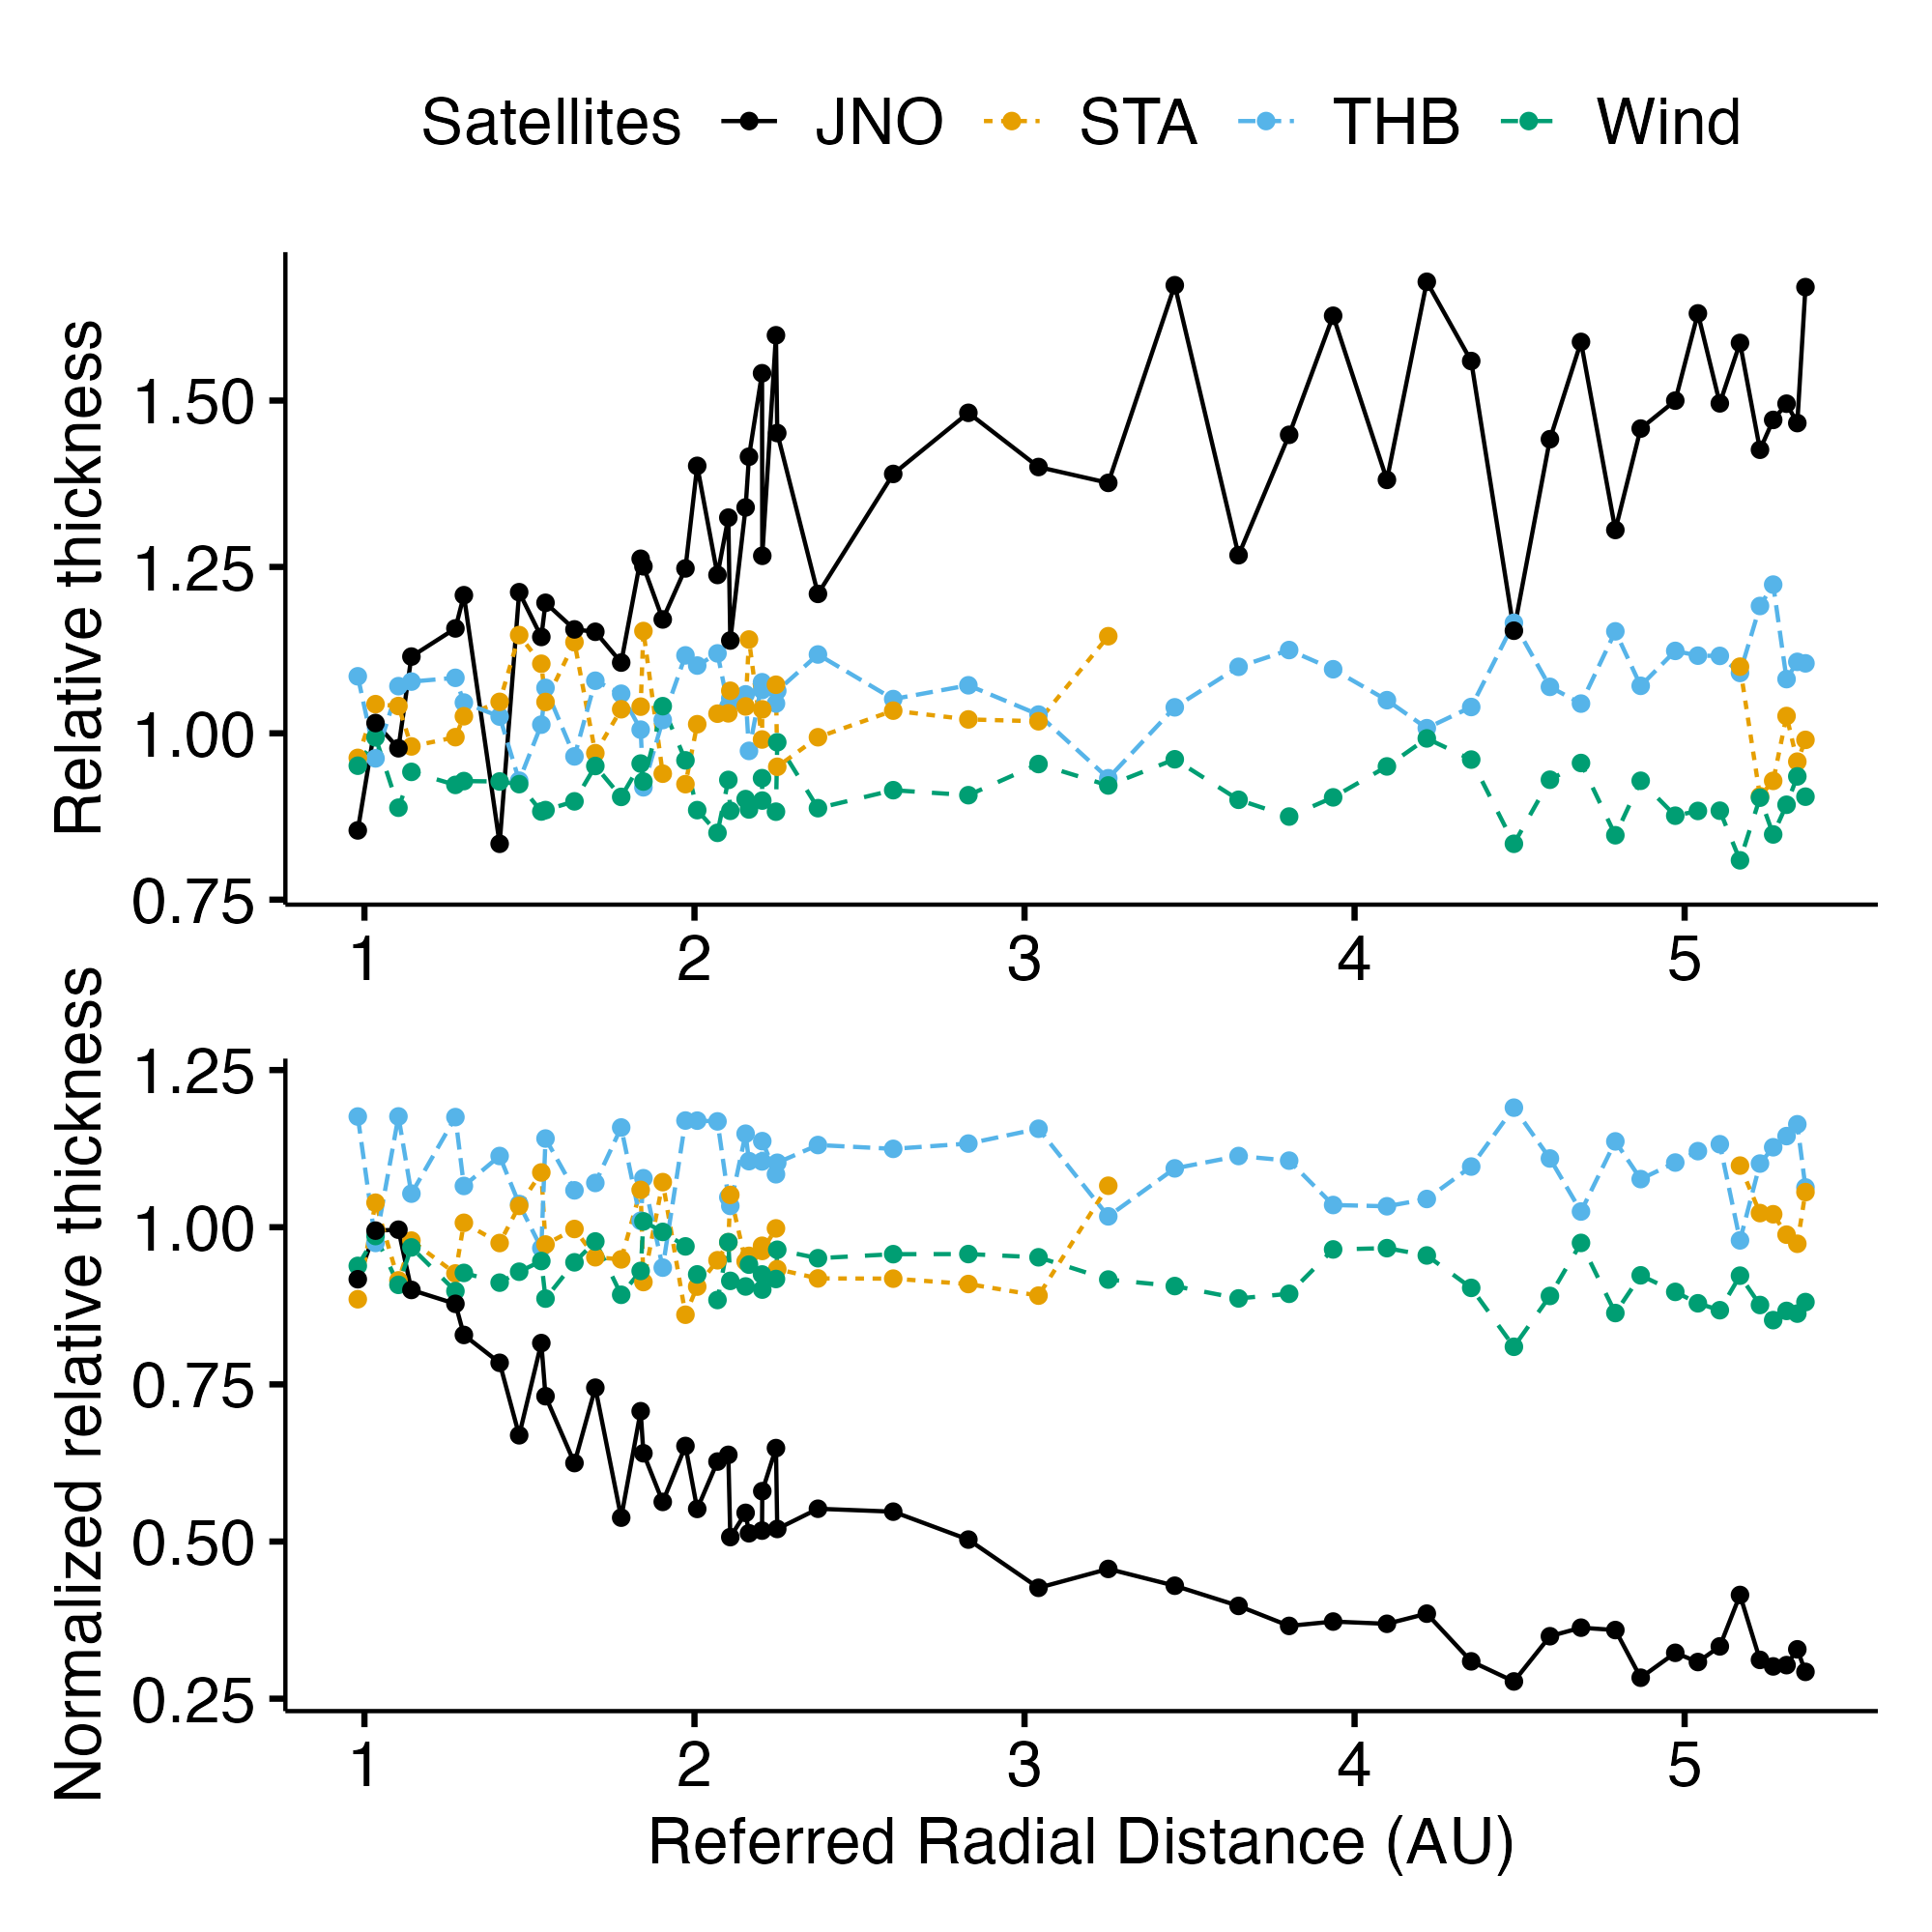 Satellites JNO STA THB Wind
Relative thickness
1.50
1.25
1.00
0.75
1 2 3 4 5
Normalized relative thickness
1.25
1.00
0.75
0.50
0.25
1 2 3 4 5
Referred Radial Distance (AU)